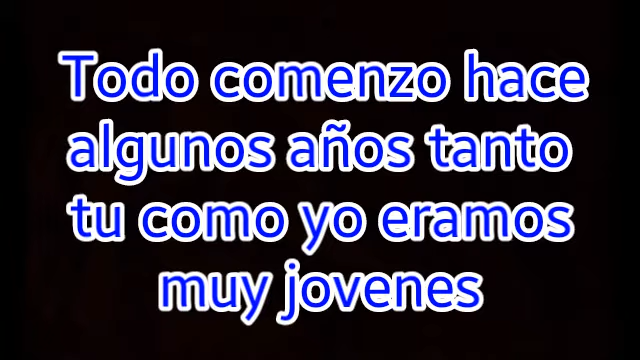 Todo comenzo hace
algunos años tanto
tu como yo eramos
muy jovenes